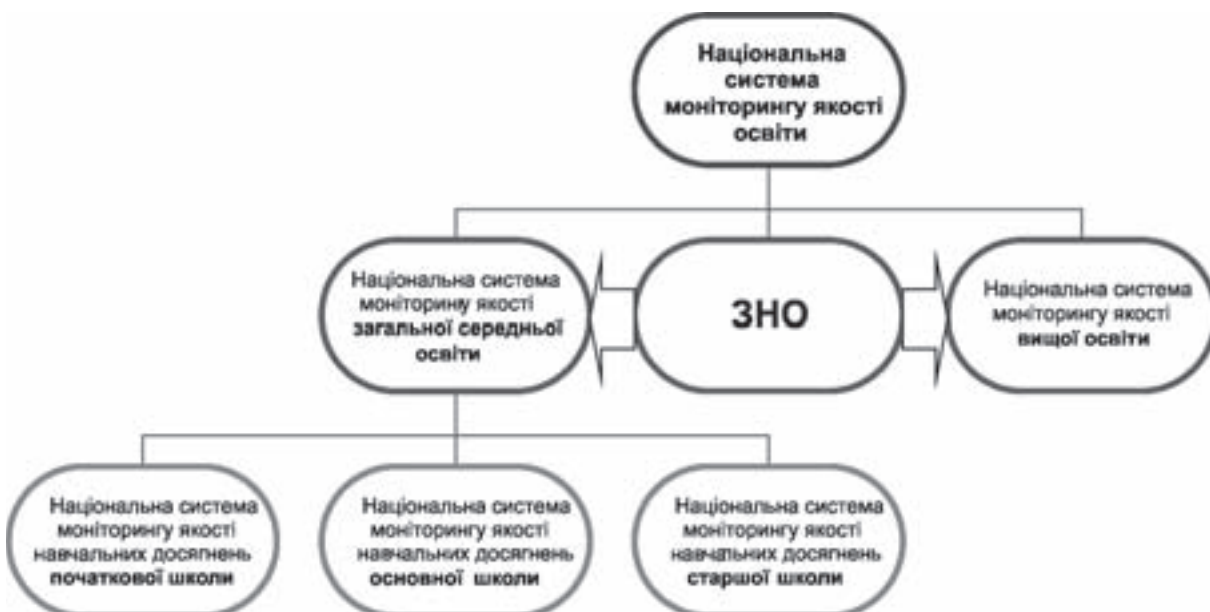 Національна
система
моніторингу якості
освіти
Національна система
моніторинку якості
загальної середньої
освіти
ЗНО
Національна система
моніторингу якості
вищої освіти
Національна система
моніторингу якості
навчальних досягнень
початкової школи
Національна система
моніторингу якості
навчальних досягнень
основної школи
Національна система
моніторингу якості
навчальних досягнень
старшої школи